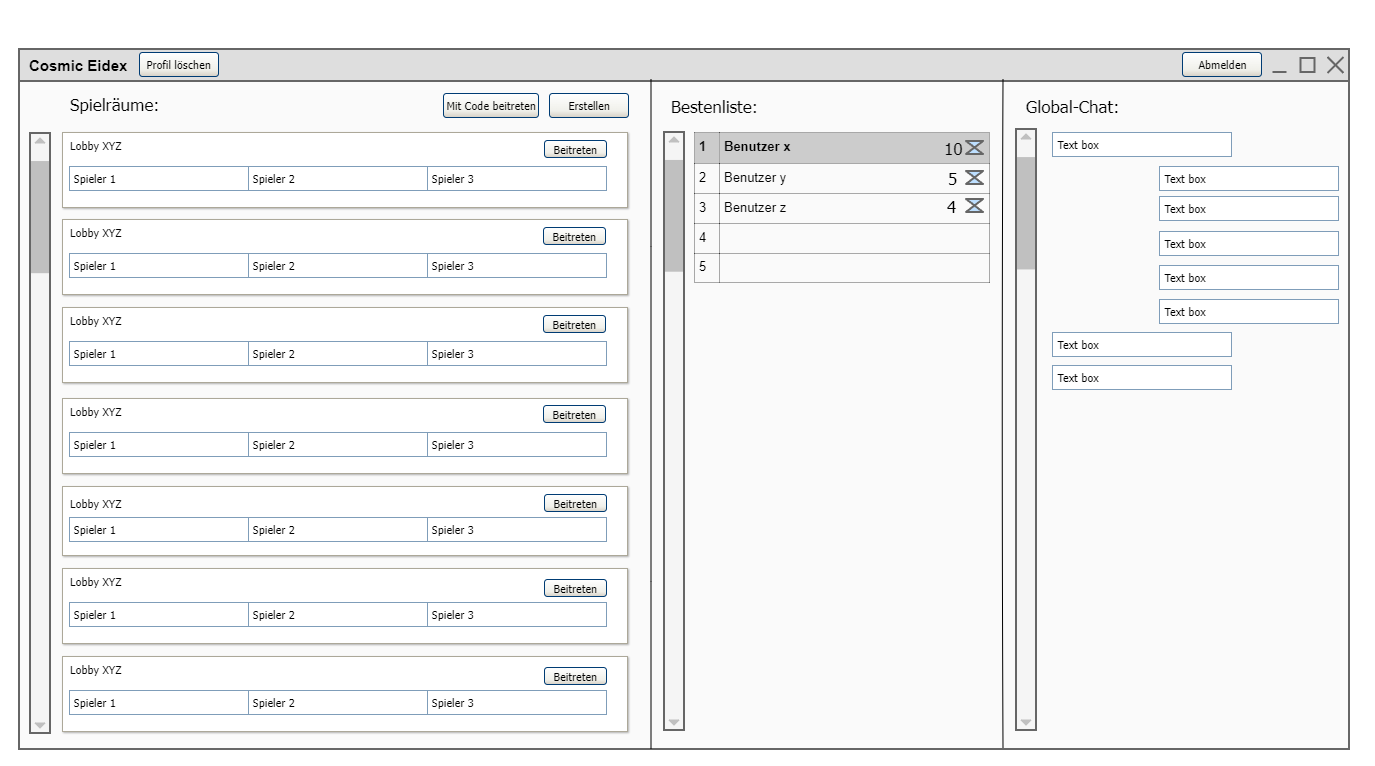 Cosmic Eidex Profil löschen Abmelden
Spielräume: Mit Code beitreten Erstellen
Lobby XYZ Beitreten
Spieler 1 Spieler 2 Spieler 3
Lobby XYZ Beitreten
Spieler 1 Spieler 2 Spieler 3
Lobby XYZ Beitreten
Spieler 1 Spieler 2 Spieler 3
Lobby XYZ Beitreten
Spieler 1 Spieler 2 Spieler 3
Lobby XYZ Beitreten
Spieler 1 Spieler 2 Spieler 3
Lobby XYZ Beitreten
Spieler 1 Spieler 2 Spieler 3
Lobby XYZ Beitreten
Spieler 1 Spieler 2 Spieler 3
Bestenliste:
1 Benutzer x 10
2 Benutzer y 5
3 Benutzer z 4
4
5
Global-Chat:
Text box
Text box
Text box
Text box
Text box
Text box
Text box
Text box